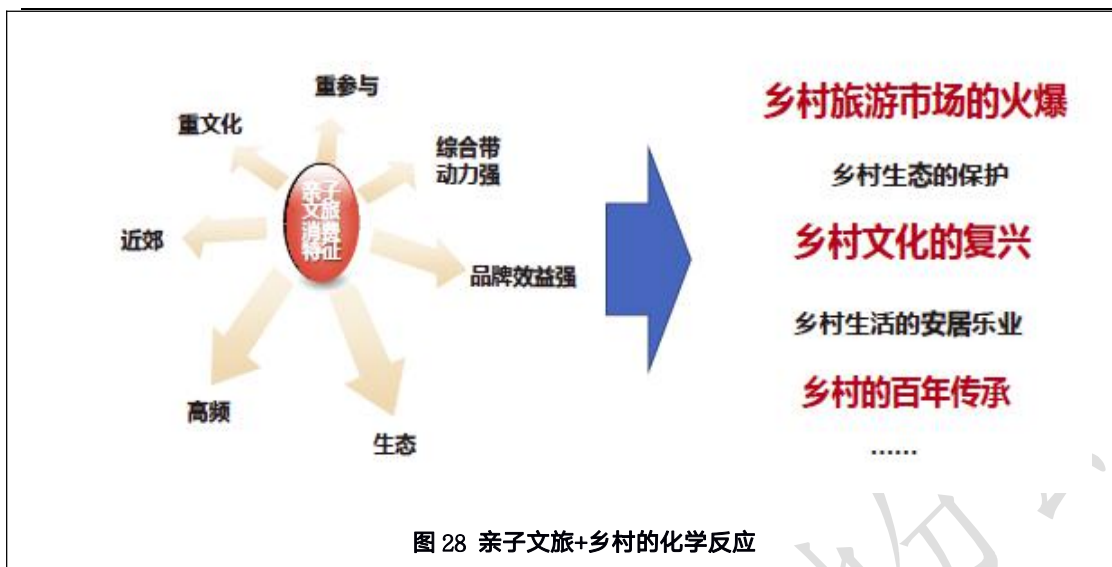 重参与
重文化
综合带
动力强
亲子
文旅
消费
特征
近郊
品牌效益强
高频
生态
乡村旅游市场的火爆
乡村生态的保护
乡村文化的复兴
乡村生活的安居乐业
乡村的百年传承
……
图 28 亲子文旅+乡村的化学反应